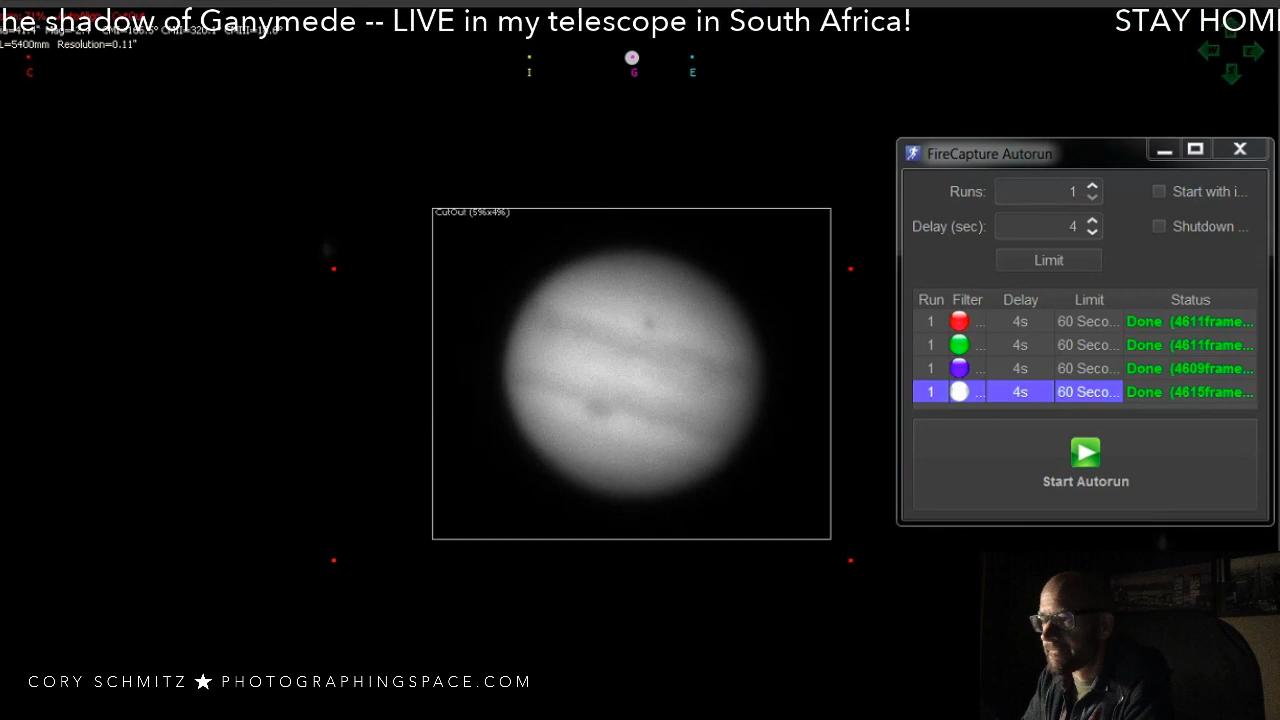 he shadow of Ganymede -- LIVE in my telescope in South Africa! STAY HOM
L=5400mm Resolution=0.11"
C I G E
CutOut (5%x4%)
FireCapture Autorun
Runs: 1 Start with i...
Delay (sec): 4 Shutdown ...
Limit
Run Filter Delay Limit Status
1 ... 4s 60 Seco... Done (4611frame...
1 ... 4s 60 Seco... Done (4611frame...
1 ... 4s 60 Seco... Done (4609frame...
1 ... 4s 60 Seco... Done (4615frame...
Start Autorun
CORY SCHMITZ ★ PHOTOGRAPHINGSPACE.COM